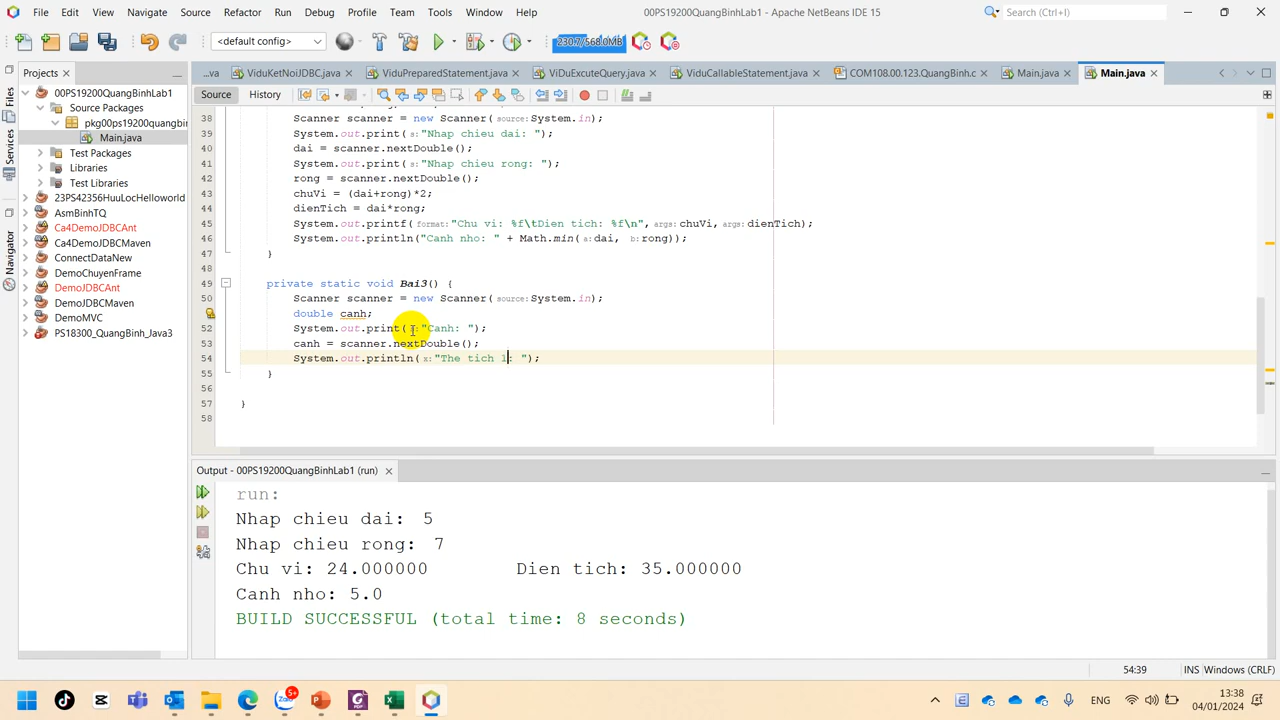 File Edit View Navigate Source Refactor Run Debug Profile Team Tools Window Help 00PS19200QuangBinhLab1 - Apache NetBeans IDE 15 Search (Ctrl+I)
<default config> 230.7/568.0MB
Projects ...va ViduKetNoiJDBC.java ViduPreparedStatement.java ViDuExcuteQuery.java ViduCallableStatement.java COM108.00.123.QuangBinh.c Main.java Main.java
Source History
Files
Services
Navigator
00PS19200QuangBinhLab1
Source Packages
pkg00ps19200quangbin
Main.java
Test Packages
Libraries
Test Libraries
23PS42356HuuLocHelloworld
AsmBinhTQ
Ca4DemoJDBCAnt
Ca4DemoJDBCMaven
ConnectDataNew
DemoChuyenFrame
DemoJDBCAnt
DemoJDBCMaven
DemoMVC
PS18300_QuangBinh_Java3
38 Scanner scanner = new Scanner(source:System.in);
39 System.out.print(s:"Nhap chieu dai: ");
40 dai = scanner.nextDouble();
41 System.out.print(s:"Nhap chieu rong: ");
42 rong = scanner.nextDouble();
43 chuVi = (dai+rong)*2;
44 dienTich = dai*rong;
45 System.out.printf(format:"Chu vi: %f\tDien tich: %f\n",args:chuVi,args:dienTich);
46 System.out.println("Canh nho: " + Math.min(a:dai, b:rong));
47 }
48
49 private static void Bai3() {
50 Scanner scanner = new Scanner(source:System.in);
double canh;
52 System.out.print(s:"Canh: ");
53 canh = scanner.nextDouble();
54 System.out.println(x:"The tich l: ");
55 }
56
57 }
58
Output - 00PS19200QuangBinhLab1 (run)
run:
Nhap chieu dai: 5
Nhap chieu rong: 7
Chu vi: 24.000000 Dien tich: 35.000000
Canh nho: 5.0
BUILD SUCCESSFUL (total time: 8 seconds)
54:39 INS Windows (CRLF)
5+
ENG
13:38
04/01/2024